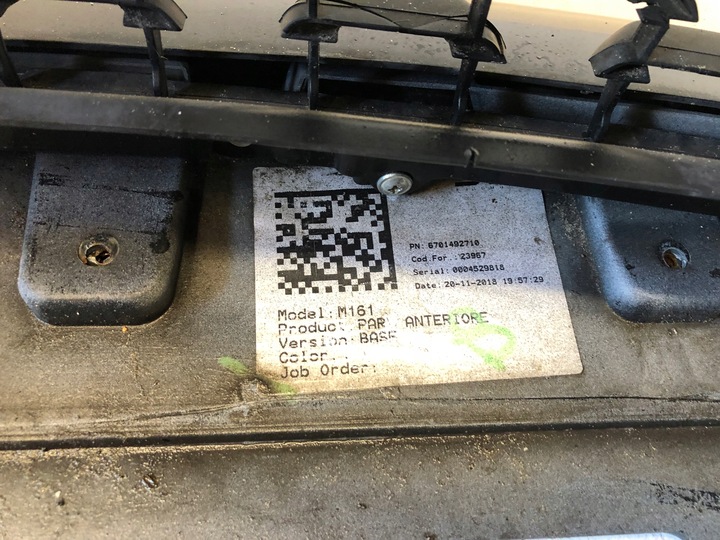 PN: 6701492710
Cod.For.: 23967
Serial: 0004529818
Date: 20-11-2018 19:57:29
Model: M161
Product: PAR. ANTERIORE
Version: BASE
Color.:
Job Order: